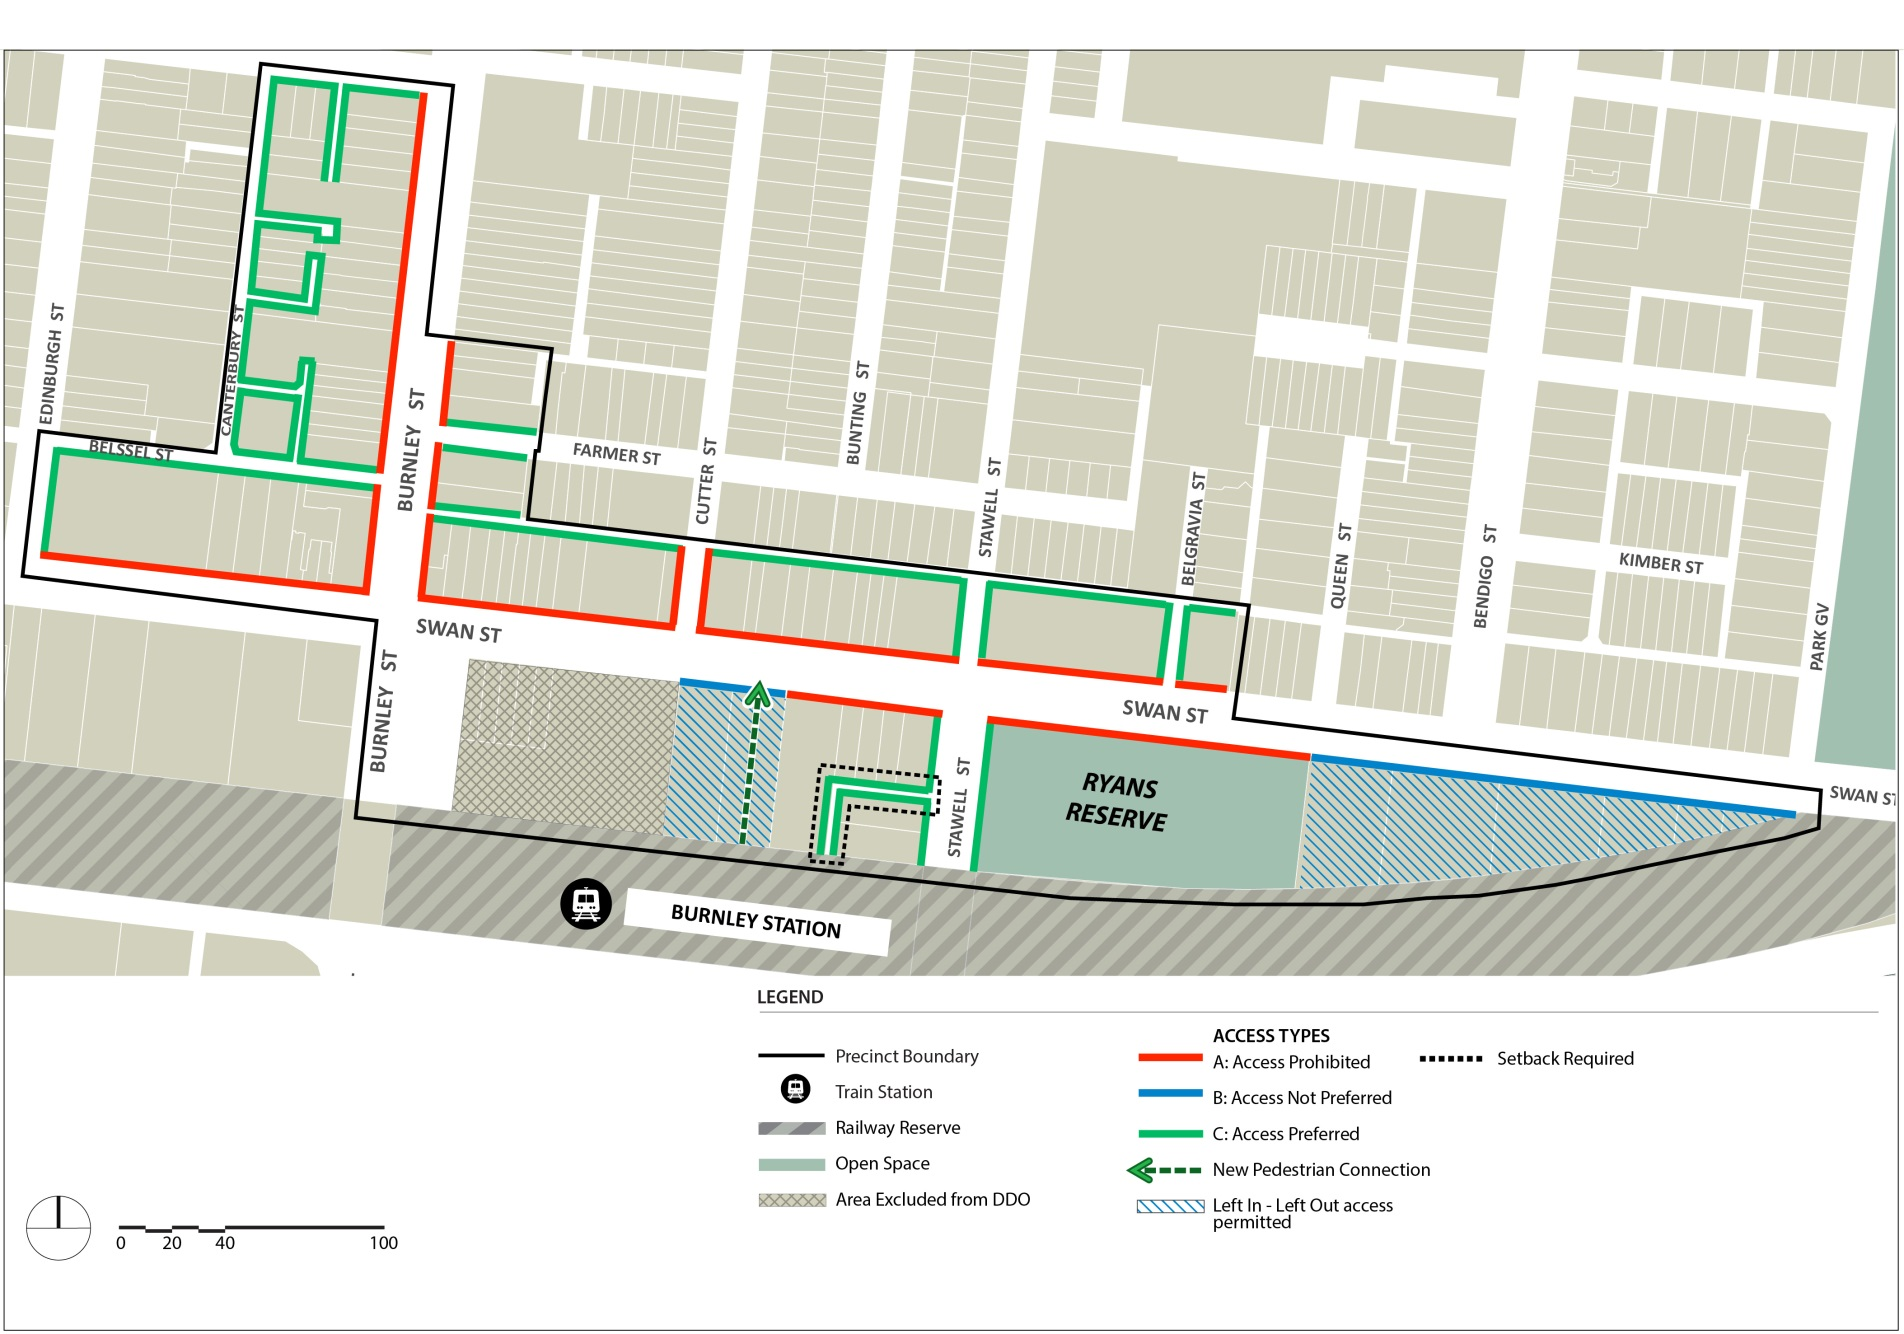 EDINBURGH ST
CANTERBURY ST
BELSSEL ST
BURNLEY ST
FARMER ST
CUTTER ST
BUNTING ST
STAWELL ST
BELGRAVIA ST
QUEEN ST
BENDIGO ST
KIMBER ST
PARK GV
SWAN ST
BURNLEY ST
SWAN ST
SWAN ST
STAWELL ST
RYANS
RESERVE
BURNLEY STATION
LEGEND
Precinct Boundary
Train Station
Railway Reserve
Open Space
Area Excluded from DDO
ACCESS TYPES
A: Access Prohibited
B: Access Not Preferred
C: Access Preferred
New Pedestrian Connection
Left In - Left Out access
permitted
Setback Required
0 20 40 100